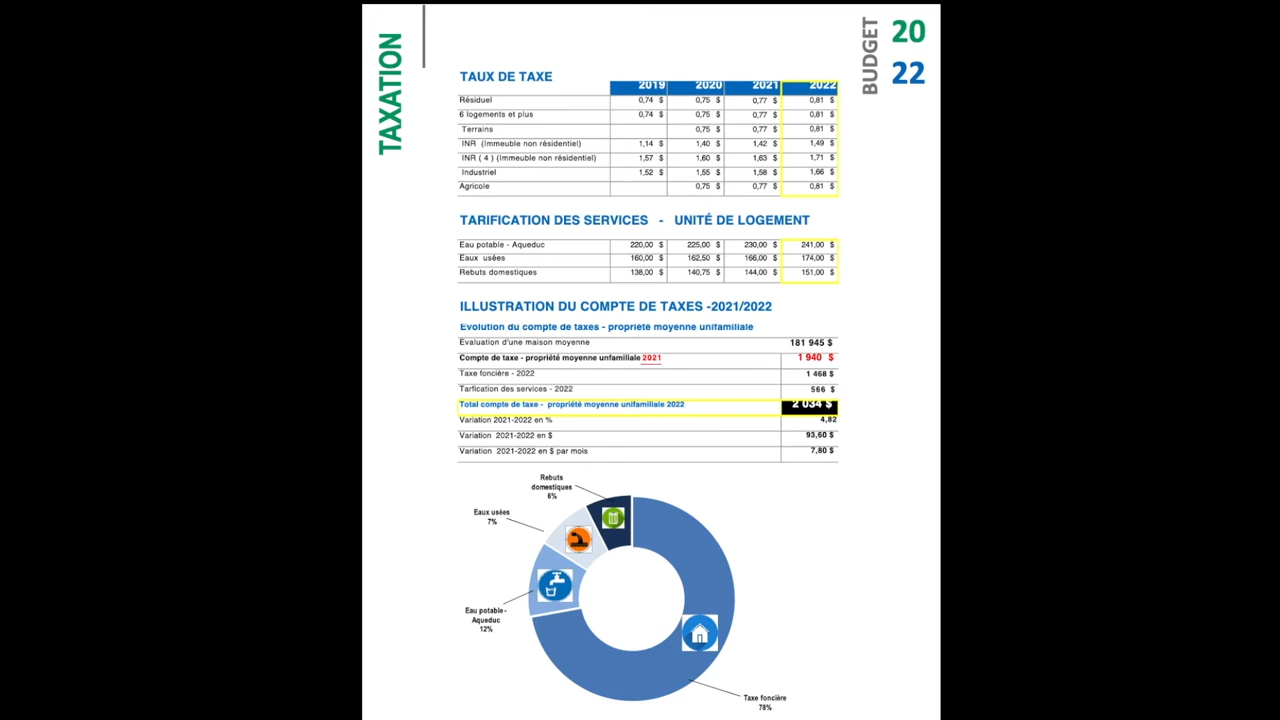 TAXATION
BUDGET
20
22
TAUX DE TAXE
2019 2020 2021 2022
Résiduel 0,74 $ 0,75 $ 0,77 $ 0,81 $
6 logements et plus 0,74 $ 0,75 $ 0,77 $ 0,81 $
Terrains 0,75 $ 0,77 $ 0,81 $
INR (Immeuble non résidentiel) 1,14 $ 1,40 $ 1,42 $ 1,49 $
INR ( 4 ) (Immeuble non résidentiel) 1,57 $ 1,60 $ 1,63 $ 1,71 $
Industriel 1,52 $ 1,55 $ 1,58 $ 1,66 $
Agricole 0,75 $ 0,77 $ 0,81 $
TARIFICATION DES SERVICES - UNITÉ DE LOGEMENT
Eau potable - Aqueduc 220,00 $ 225,00 $ 230,00 $ 241,00 $
Eaux usées 160,00 $ 162,50 $ 166,00 $ 174,00 $
Rebuts domestiques 138,00 $ 140,75 $ 144,00 $ 151,00 $
ILLUSTRATION DU COMPTE DE TAXES -2021/2022
Evolution du compte de taxes - propriété moyenne unifamiliale
Evaluation d'une maison moyenne 181 945 $
Compte de taxe - propriété moyenne unifamiliale 2021 1 940 $
Taxe foncière - 2022 1 468 $
Tarfication des services - 2022 566 $
Total compte de taxe - propriété moyenne unifamiliale 2022 2 034 $
Variation 2021-2022 en % 4,82
Variation 2021-2022 en $ 93,60 $
Variation 2021-2022 en $ par mois 7,80 $
Rebuts
domestiques
6%
Eaux usées
7%
Eau potable -
Aqueduc
12%
Taxe foncière
78%